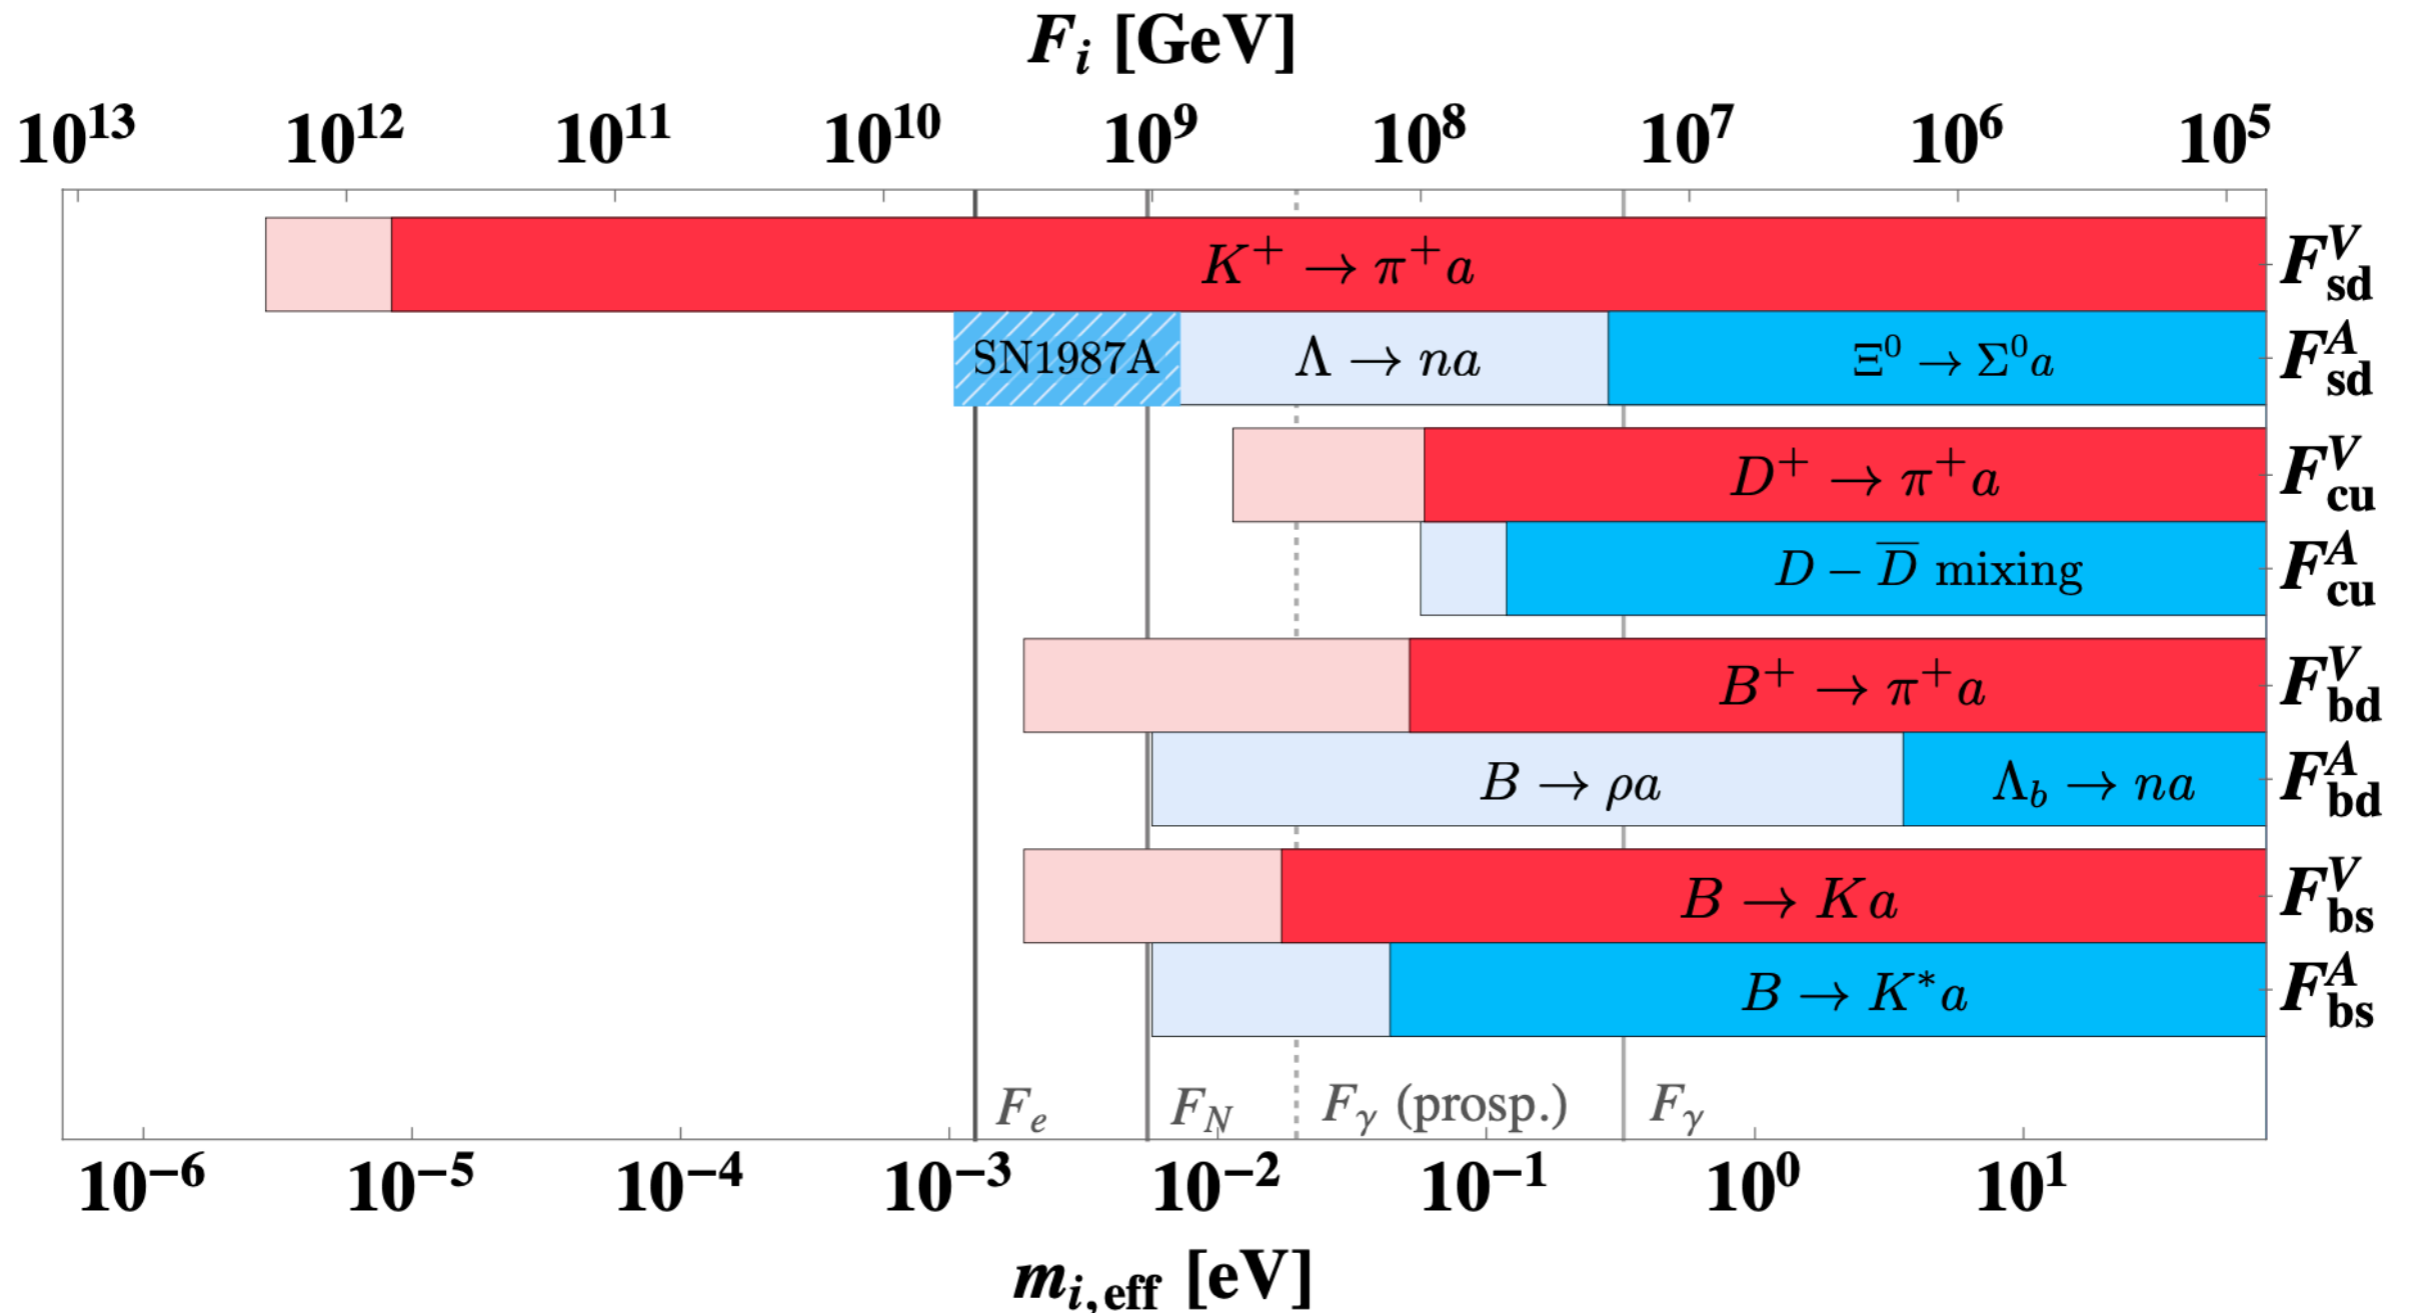 F_i [GeV]
10^13 10^12 10^11 10^10 10^9 10^8 10^7 10^6 10^5
K^+ → π^+ a F^V_sd
SN1987A Λ → na Ξ^0 → Σ^0 a F^A_sd
D^+ → π^+ a F^V_cu
D − D̅ mixing F^A_cu
B^+ → π^+ a F^V_bd
B → ρa Λ_b → na F^A_bd
B → Ka F^V_bs
B → K^* a F^A_bs
F_e F_N F_γ (prosp.) F_γ
10^−6 10^−5 10^−4 10^−3 10^−2 10^−1 10^0 10^1
m_i,eff [eV]